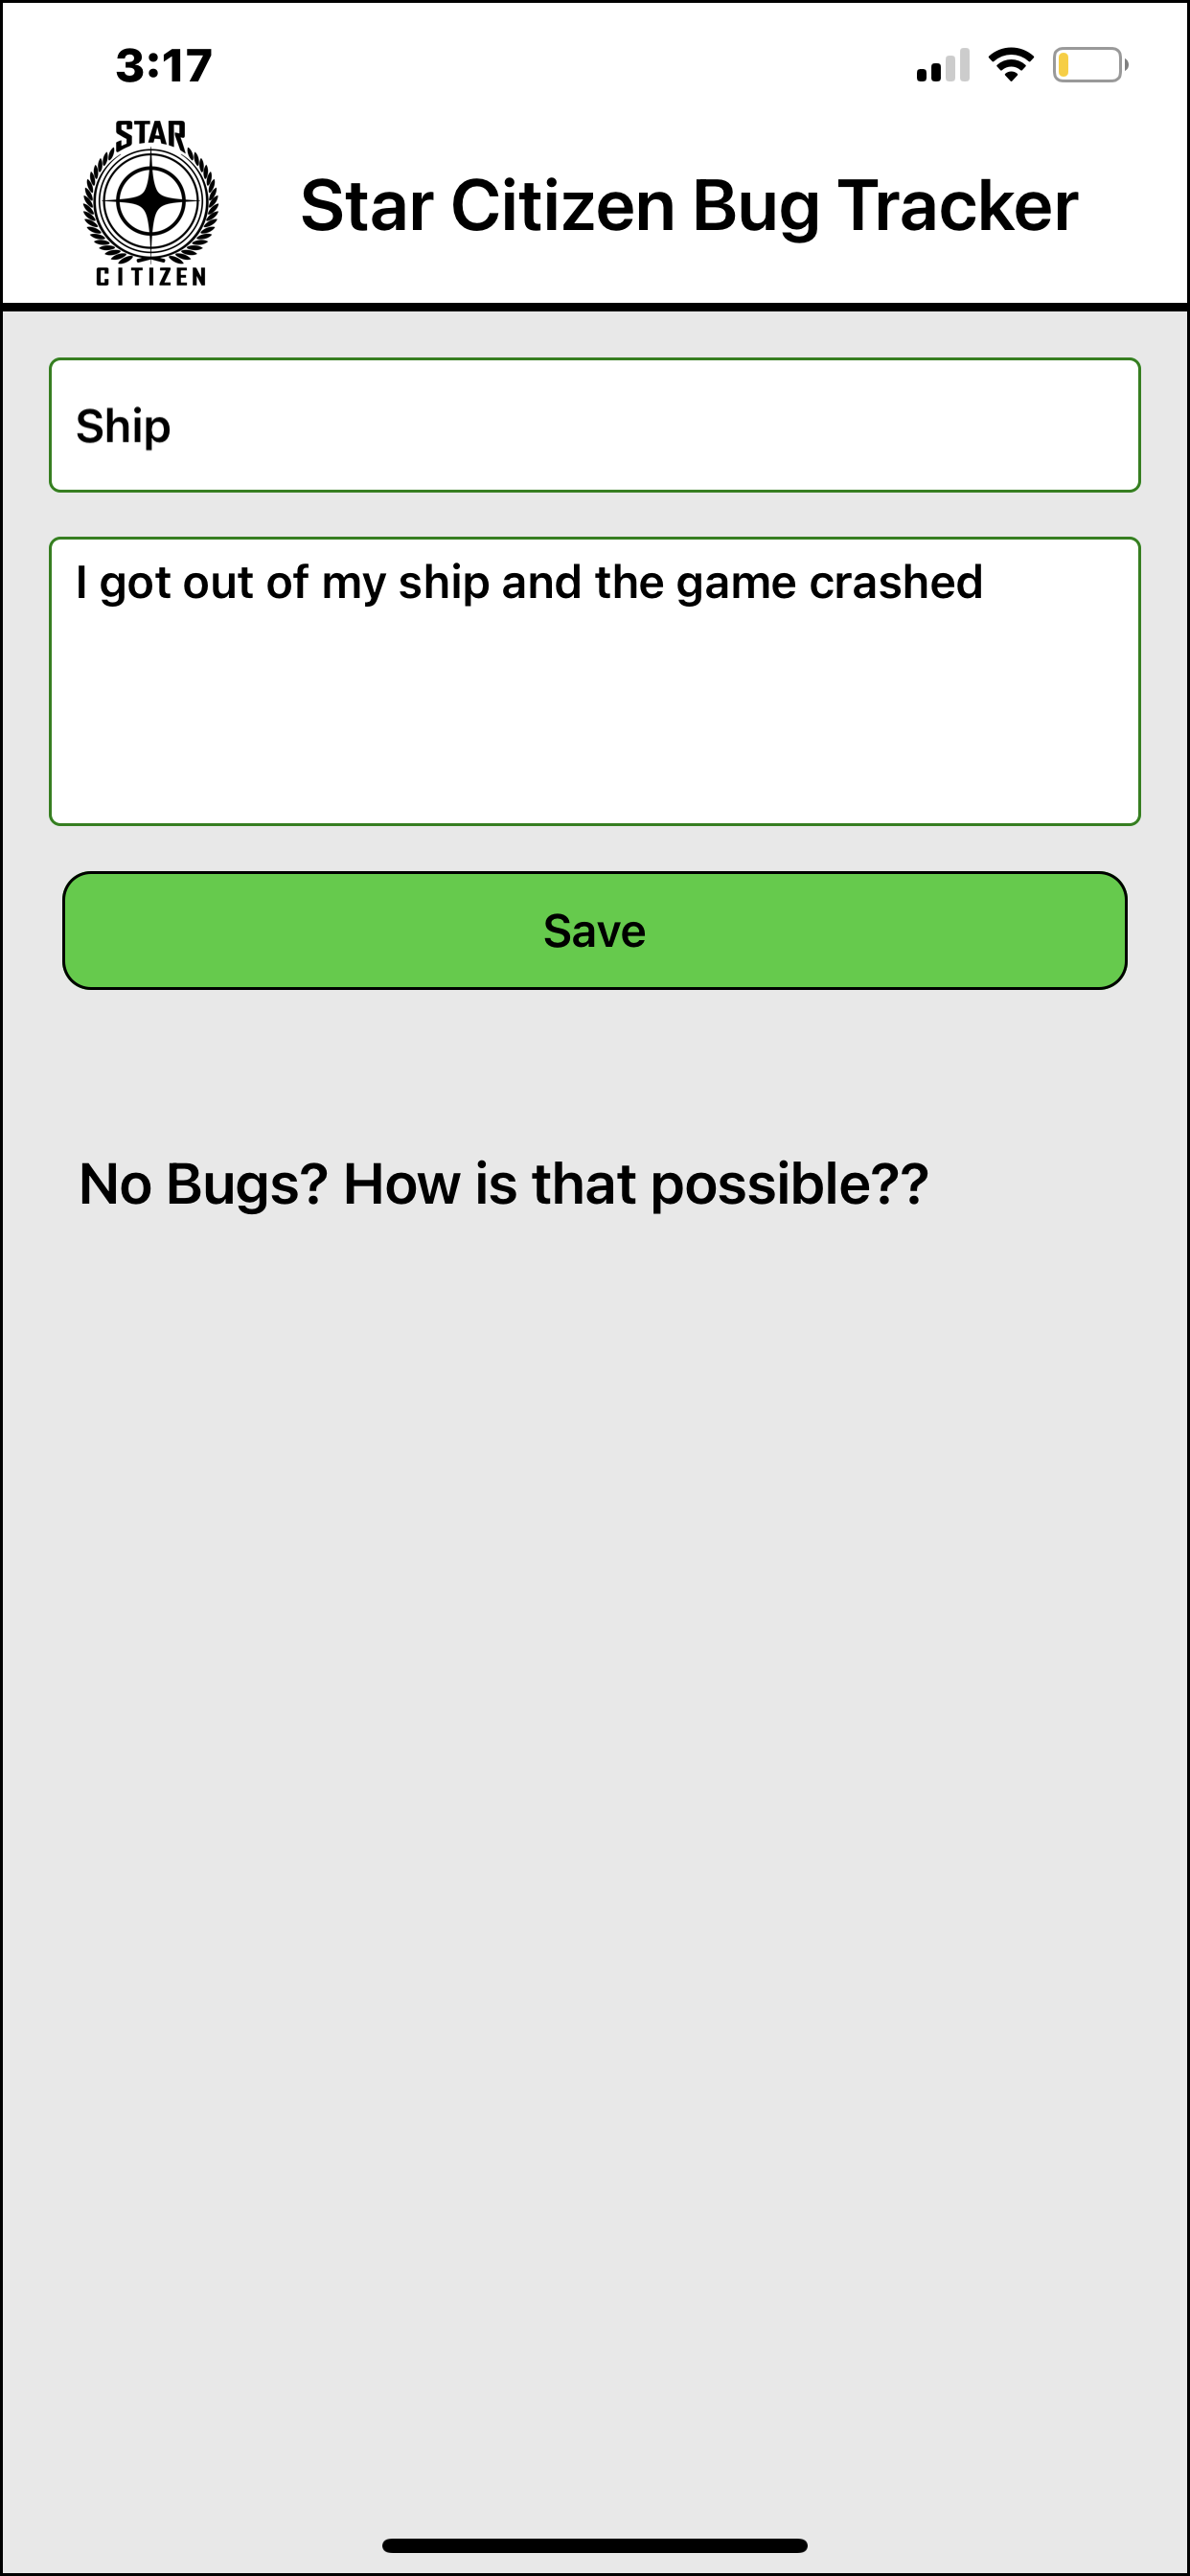 3:17
STAR
CITIZEN
Star Citizen Bug Tracker
Ship
I got out of my ship and the game crashed
Save
No Bugs? How is that possible??